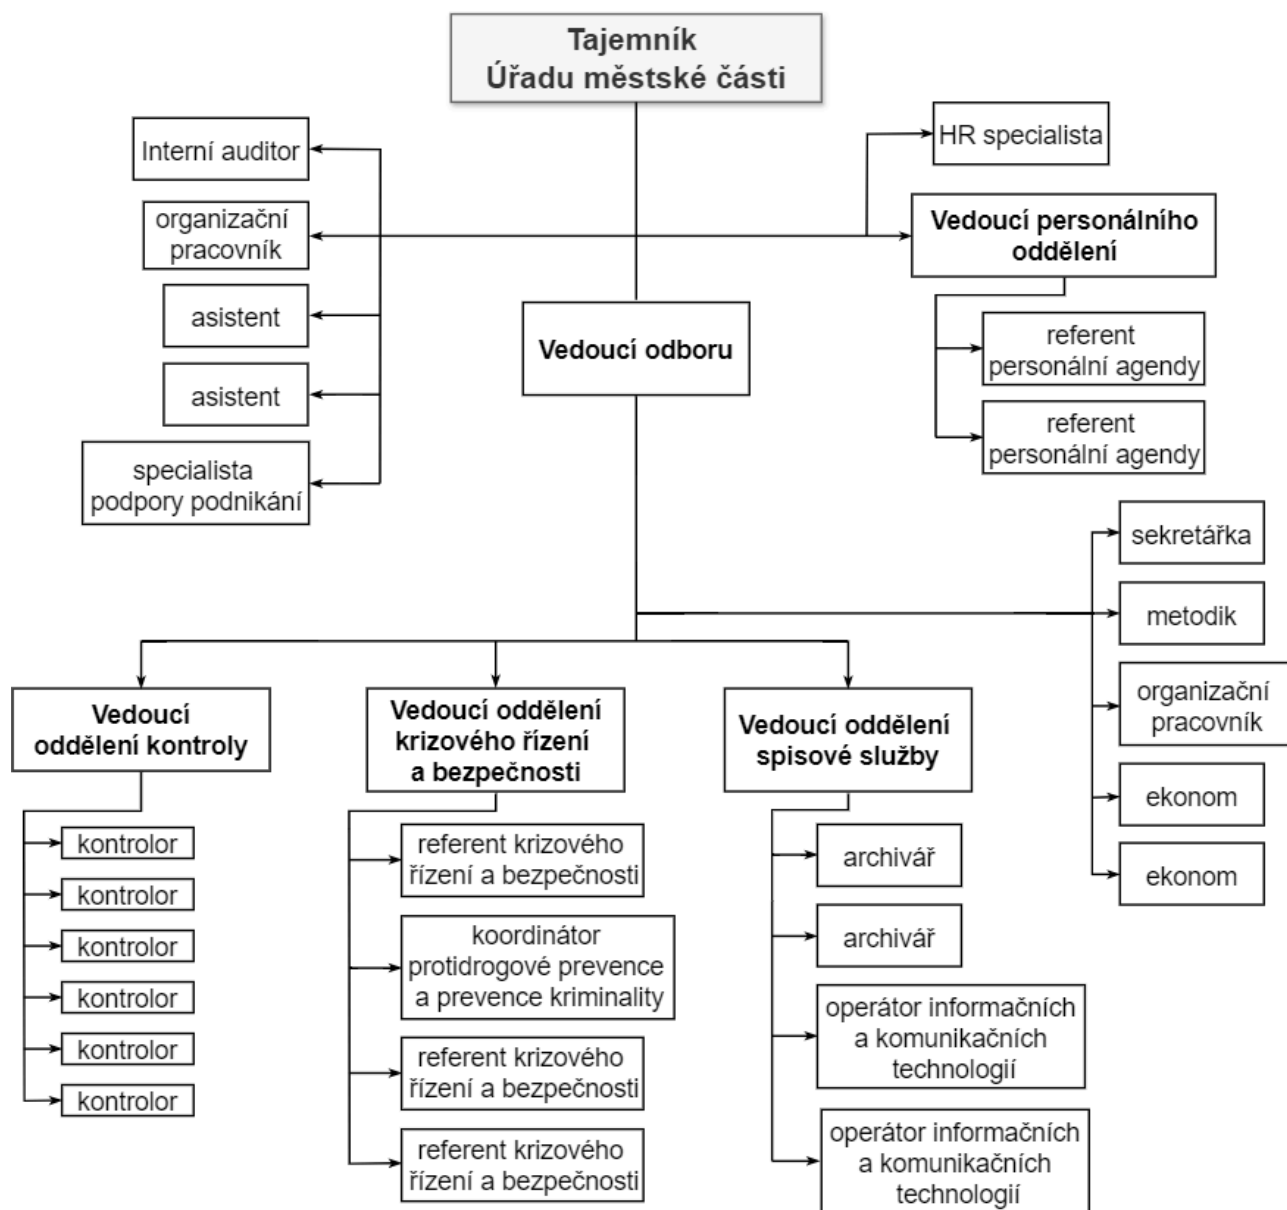 Tajemník
Úřadu městské části
Interní auditor
organizační
pracovník
asistent
asistent
specialista
podpory podnikání
HR specialista
Vedoucí personálního
oddělení
referent
personální agendy
referent
personální agendy
Vedoucí odboru
sekretářka
metodik
organizační
pracovník
ekonom
ekonom
Vedoucí
oddělení kontroly
kontrolor
kontrolor
kontrolor
kontrolor
kontrolor
kontrolor
Vedoucí oddělení
krizového řízení
a bezpečnosti
referent krizového
řízení a bezpečnosti
koordinátor
protidrogové prevence
a prevence kriminality
referent krizového
řízení a bezpečnosti
referent krizového
řízení a bezpečnosti
Vedoucí oddělení
spisové služby
archivář
archivář
operátor informačních
a komunikačních
technologií
operátor informačních
a komunikačních
technologií